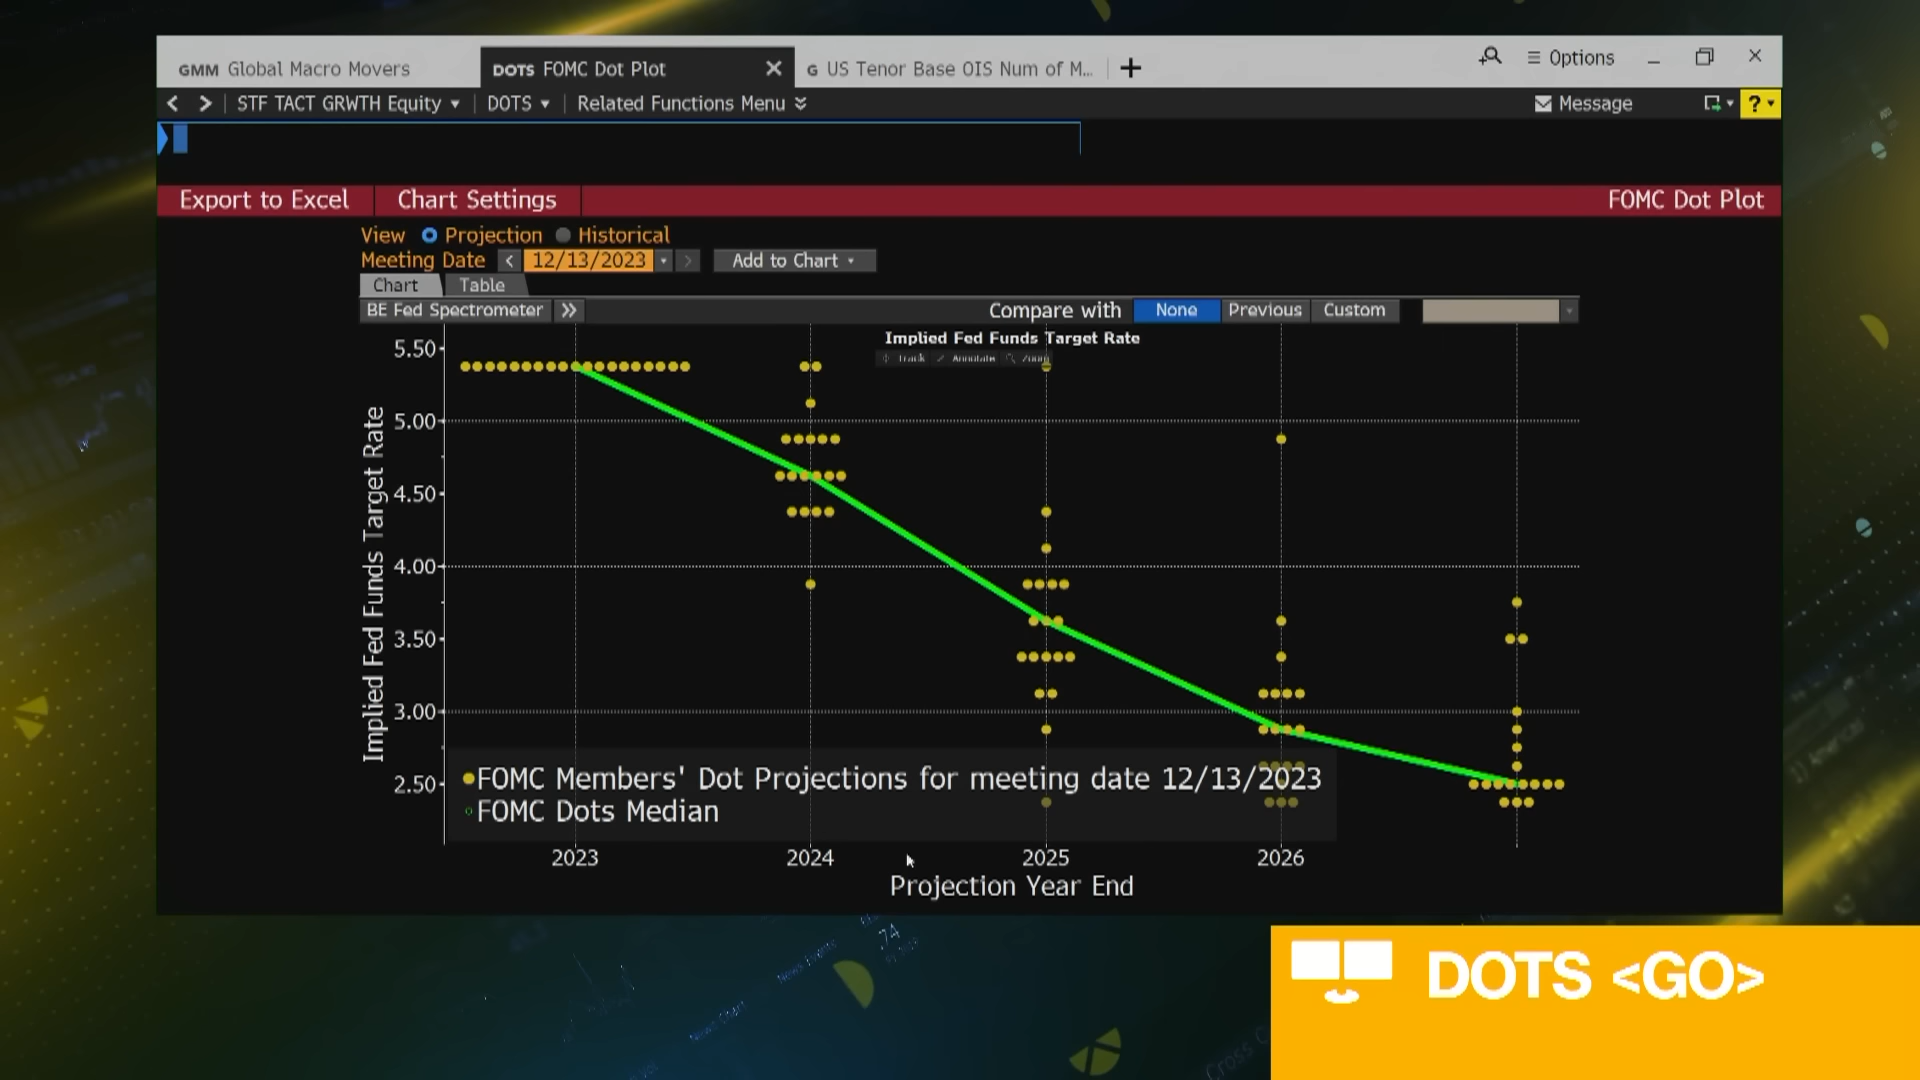 GMM Global Macro Movers
DOTS FOMC Dot Plot
G US Tenor Base OIS Num of M...
Options
STF TACT GRWTH Equity
DOTS
Related Functions Menu
Message
?
Export to Excel
Chart Settings
FOMC Dot Plot
View Projection Historical
Meeting Date < 12/13/2023 > Add to Chart
Chart Table
BE Fed Spectrometer
Compare with None Previous Custom
Implied Fed Funds Target Rate
Track Annotate Zoom
5.50
5.00
4.50
4.00
3.50
3.00
2.50
Implied Fed Funds Target Rate
FOMC Members' Dot Projections for meeting date 12/13/2023
FOMC Dots Median
2023 2024 2025 2026
Projection Year End
DOTS <GO>